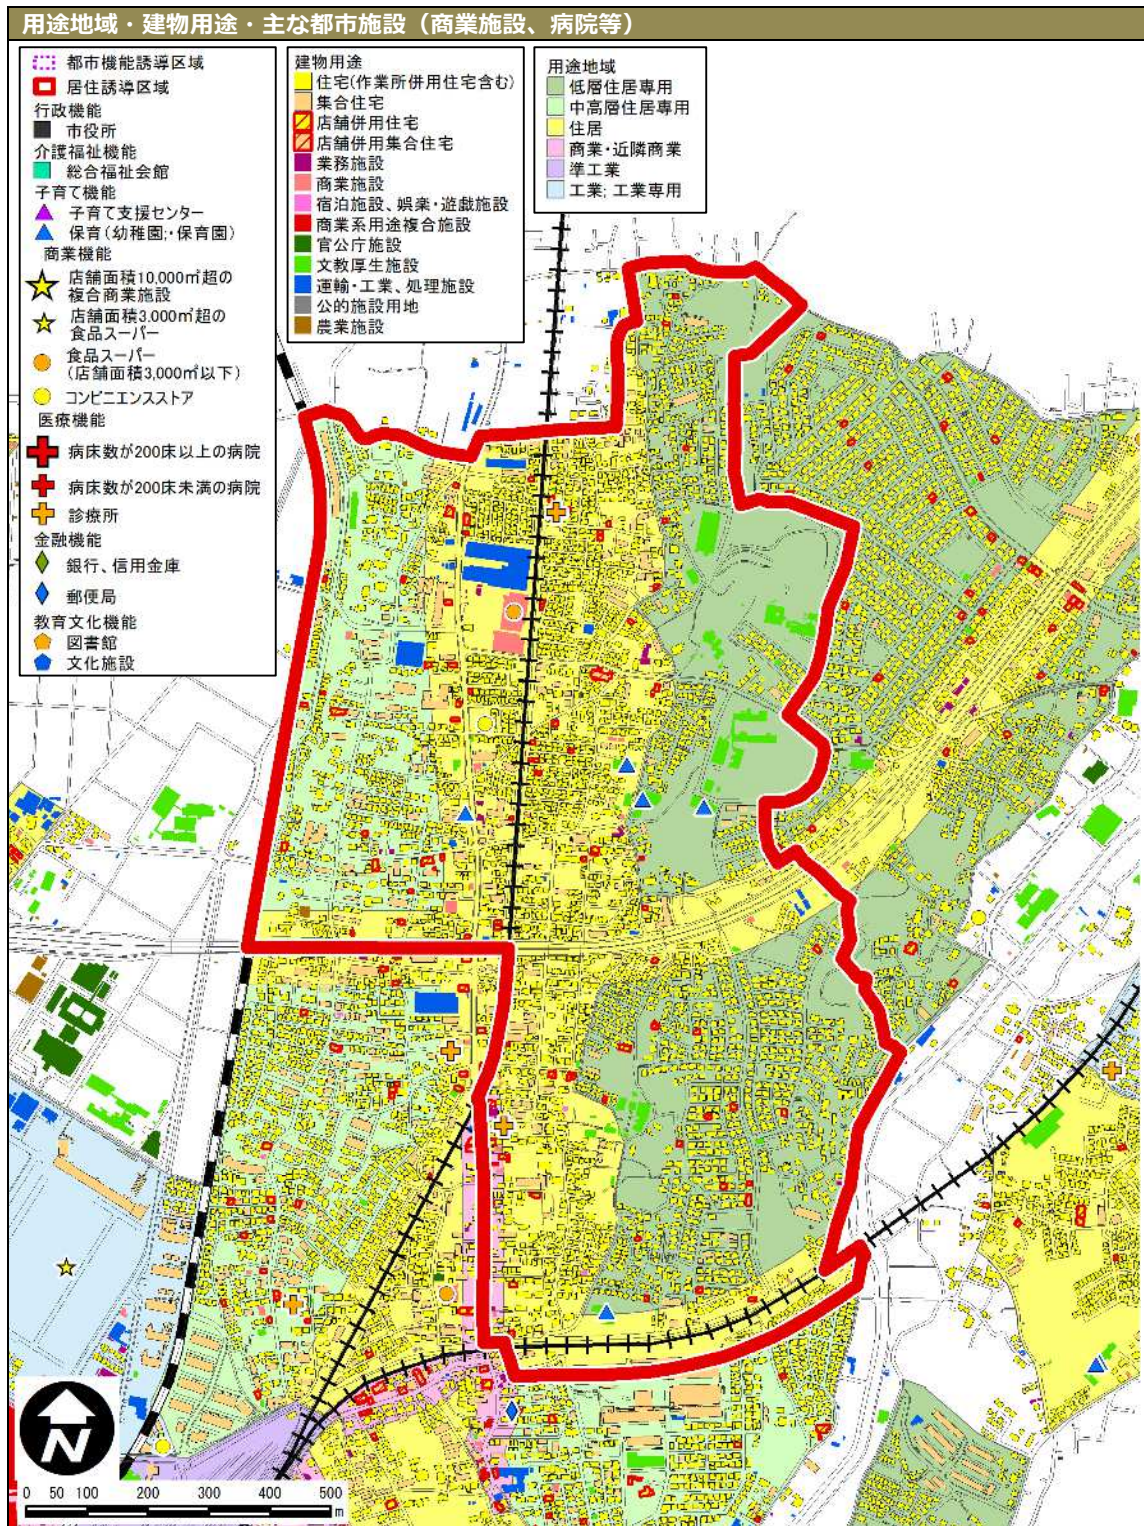 用途地域・建物用途・主な都市施設（商業施設、病院等）
都市機能誘導区域
居住誘導区域
行政機能
市役所
介護福祉機能
総合福祉会館
子育て機能
子育て支援センター
保育(幼稚園;・保育園)
商業機能
店舗面積10,000㎡超の
複合商業施設
店舗面積3,000㎡超の
食品スーパー
食品スーパー
(店舗面積3,000㎡以下)
コンビニエンスストア
医療機能
病床数が200床以上の病院
病床数が200床未満の病院
診療所
金融機能
銀行、信用金庫
郵便局
教育文化機能
図書館
文化施設
建物用途
住宅(作業所併用住宅含む)
集合住宅
店舗併用住宅
店舗併用集合住宅
業務施設
商業施設
宿泊施設、娯楽・遊戯施設
商業系用途複合施設
官公庁施設
文教厚生施設
運輸・工業、処理施設
公的施設用地
農業施設
用途地域
低層住居専用
中高層住居専用
住居
商業・近隣商業
準工業
工業; 工業専用
N
0 50 100 200 300 400 500
m